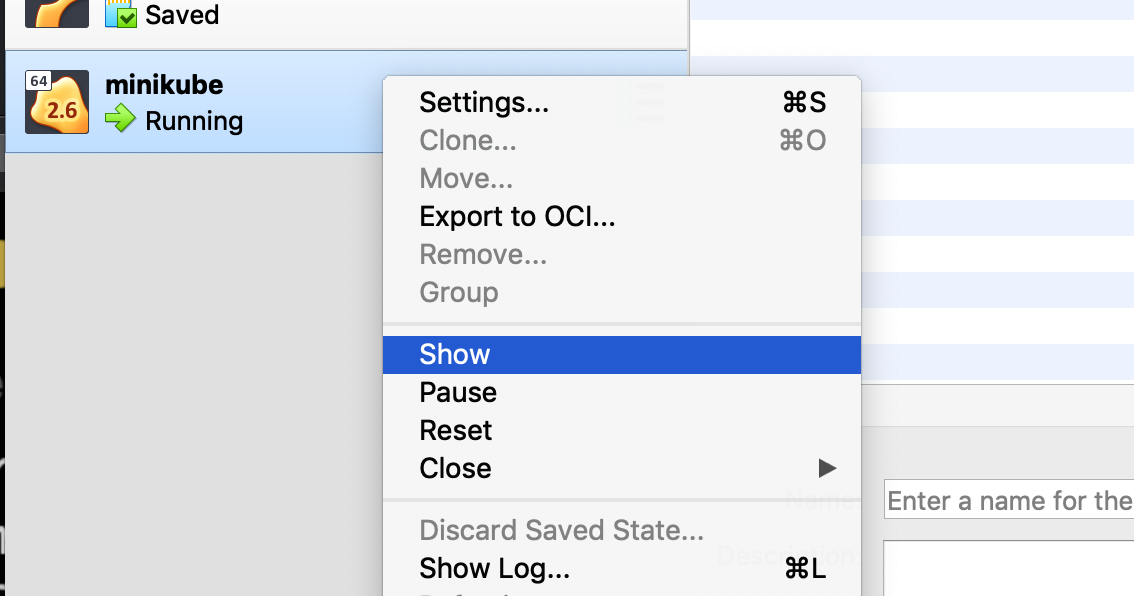 Saved
64
2.6
minikube
Running
Settings... ⌘S
Clone... ⌘O
Move...
Export to OCI...
Remove...
Group
Show
Pause
Reset
Close ▶
Name:
Enter a name for the
Discard Saved State...
Description:
Show Log... ⌘L